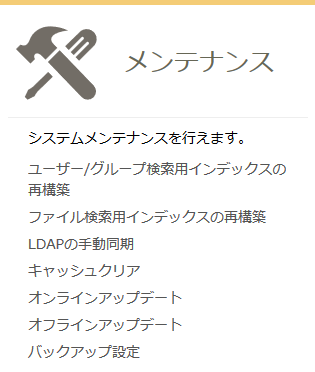 メンテナンス
システムメンテナンスを行えます。
ユーザー/グループ検索用インデックスの
再構築
ファイル検索用インデックスの再構築
LDAPの手動同期
キャッシュクリア
オンラインアップデート
オフラインアップデート
バックアップ設定